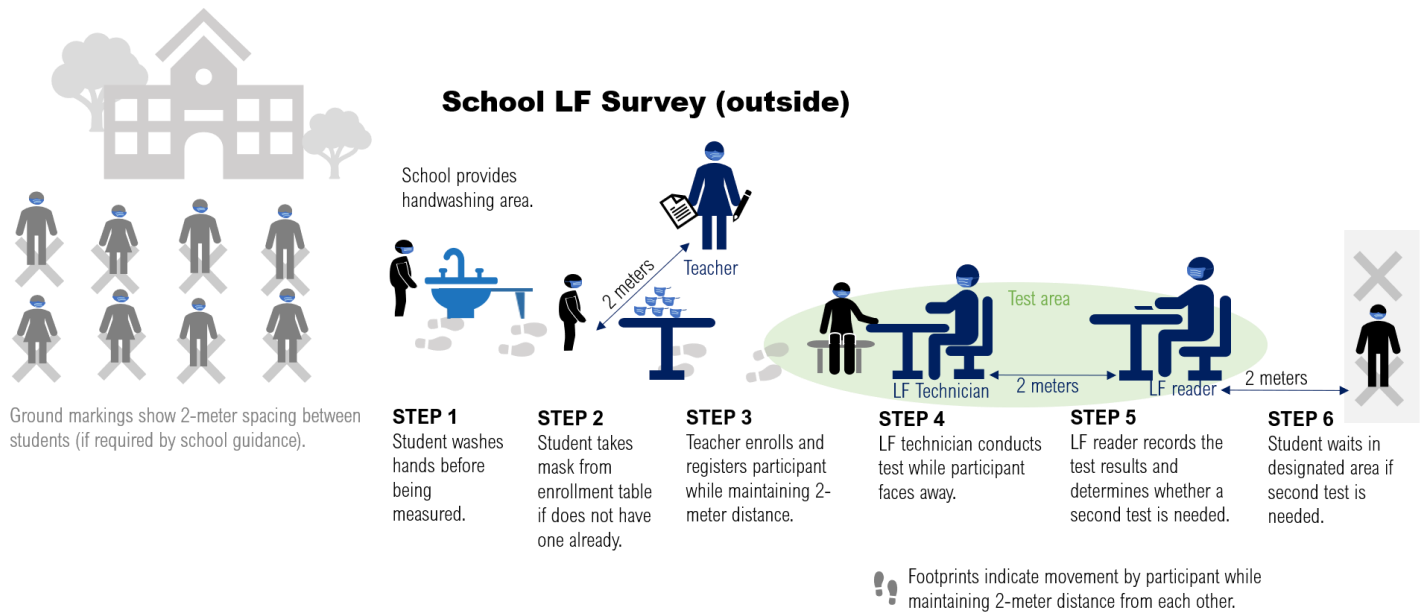 School LF Survey (outside)
School provides
handwashing area.
Teacher
2 meters
Test area
LF Technician
2 meters
LF reader
2 meters
Ground markings show 2-meter spacing between
students (if required by school guidance).
STEP 1
Student washes
hands before
being
measured.
STEP 2
Student takes
mask from
enrollment table
if does not have
one already.
STEP 3
Teacher enrolls and
registers participant
while maintaining 2-
meter distance.
STEP 4
LF technician conducts
test while participant
faces away.
STEP 5
LF reader records the
test results and
determines whether a
second test is needed.
STEP 6
Student waits in
designated area if
second test is
needed.
Footprints indicate movement by participant while
maintaining 2-meter distance from each other.